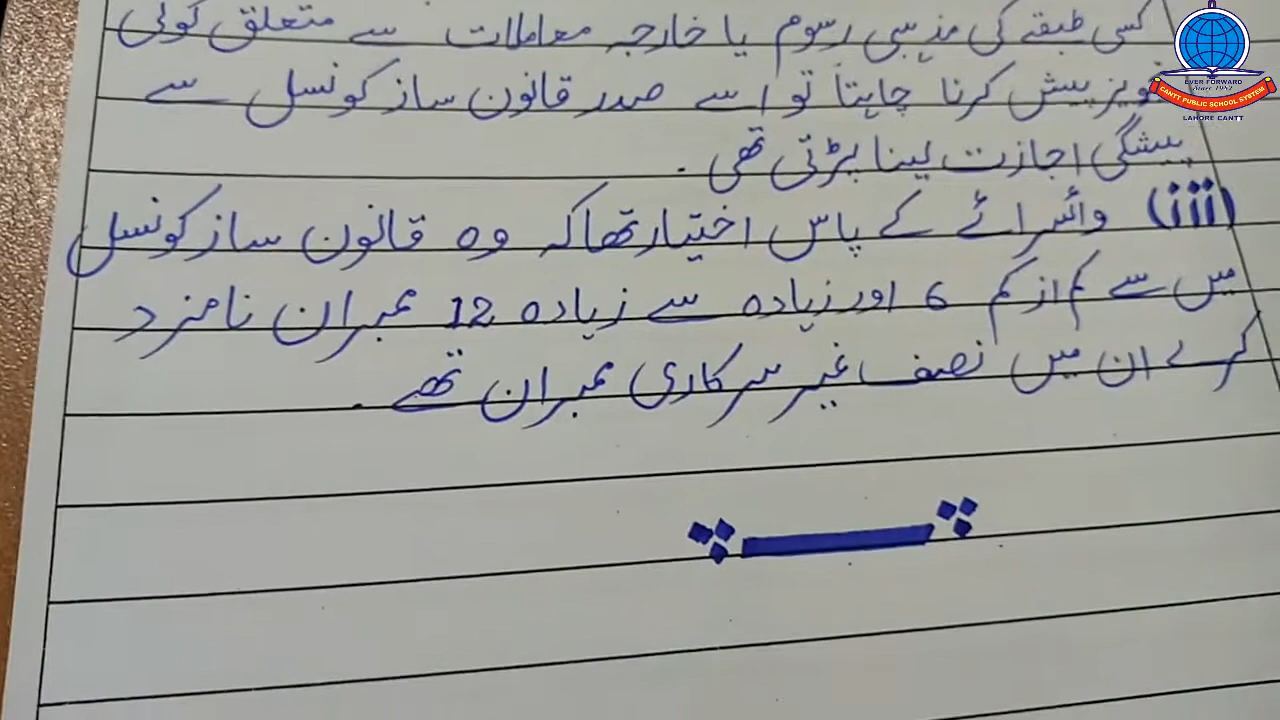 کسی طبقے کی مذہبی رسوم یا خارجہ معاملات سے متعلق کوئی
پیش کرنا چاہتا تو اسے صدر قانون ساز کونسل سے
پیشگی اجازت لینا پڑتی تھی ۔
(iii) وائسرائے کے پاس اختیار تھا کہ وہ قانون ساز کونسل
میں سے کم از کم 6 اور زیادہ سے زیادہ 12 ممبران نامزد
کرے ان میں نصف غیر سرکاری ممبران تھے ۔
EVER FORWARD
Since 1952
CANTT PUBLIC SCHOOL SYSTEM
LAHORE CANTT